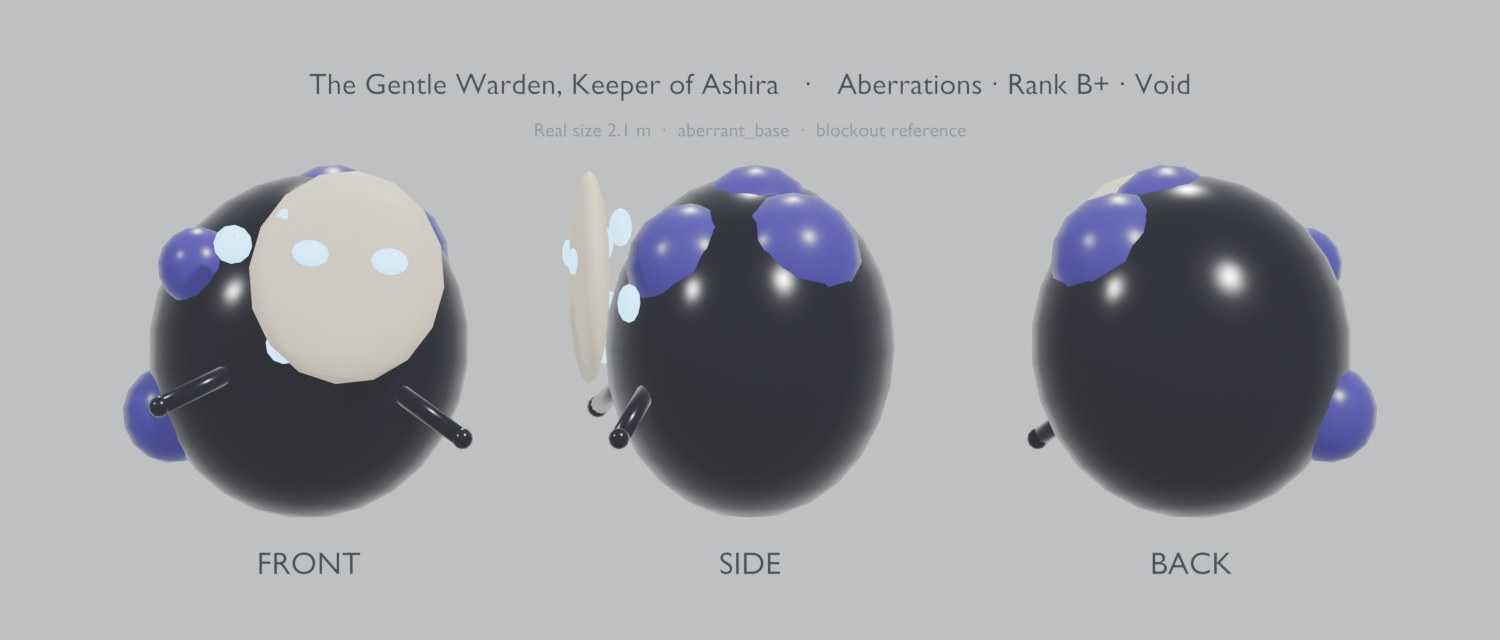 The Gentle Warden, Keeper of Ashira · Aberrations · Rank B+ · Void
Real size 2.1 m · aberrant_base · blockout reference
FRONT SIDE BACK